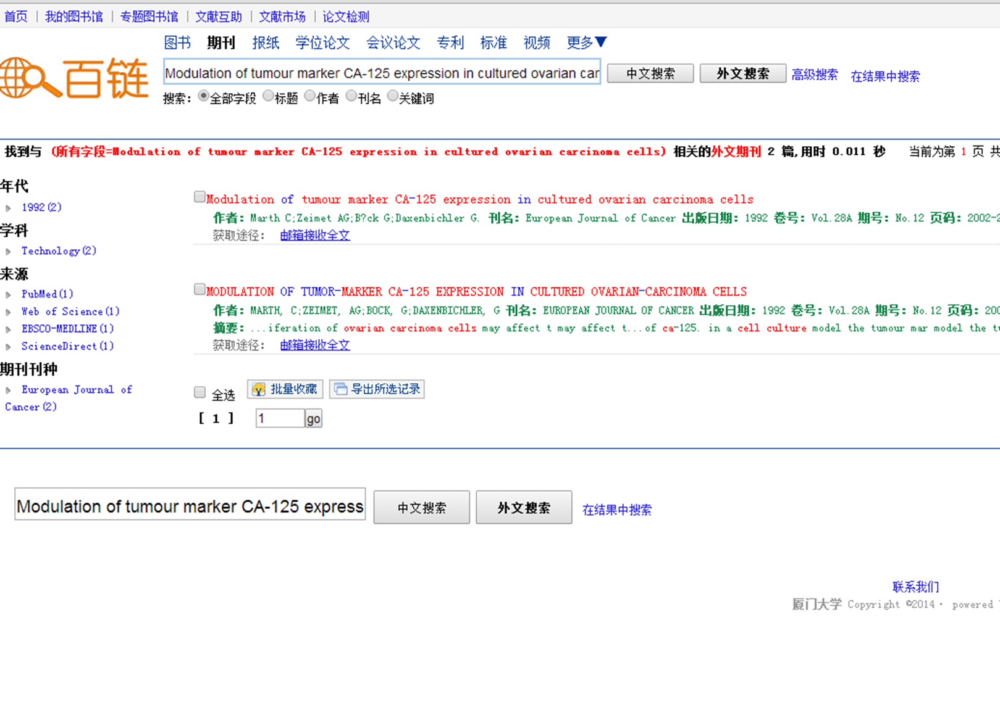 首页 | 我的图书馆 | 专题图书馆 | 文献互助 | 文献市场 | 论文检测
图书 期刊 报纸 学位论文 会议论文 专利 标准 视频 更多▼
百链
Modulation of tumour marker CA-125 expression in cultured ovarian car 中文搜索 外文搜索 高级搜索 在结果中搜索
搜索: 全部字段 标题 作者 刊名 关键词
找到与 (所有字段=Modulation of tumour marker CA-125 expression in cultured ovarian carcinoma cells) 相关的外文期刊 2 篇,用时 0.011 秒 当前为第 1 页 共
年代
1992(2)
学科
Technology(2)
来源
PubMed(1)
Web of Science(1)
EBSCO-MEDLINE(1)
ScienceDirect(1)
期刊刊种
European Journal of
Cancer(2)
Modulation of tumour marker CA-125 expression in cultured ovarian carcinoma cells
作者: Marth C;Zeimet AG;B?ck G;Daxenbichler G. 刊名: European Journal of Cancer 出版日期: 1992 卷号: Vol.28A 期号: No.12 页码: 2002-2
获取途径: 邮箱接收全文
MODULATION OF TUMOR-MARKER CA-125 EXPRESSION IN CULTURED OVARIAN-CARCINOMA CELLS
作者: MARTH, C;ZEIMET, AG;BOCK, G;DAXENBICHLER, G 刊名: EUROPEAN JOURNAL OF CANCER 出版日期: 1992 卷号: Vol.28A 期号: No.12 页码: 200
摘要: ...iferation of ovarian carcinoma cells may affect t may affect t...of ca-125. in a cell culture model the tumour mar model the t
获取途径: 邮箱接收全文
全选 批量收藏 导出所选记录
[ 1 ] 1 go
Modulation of tumour marker CA-125 express 中文搜索 外文搜索 在结果中搜索
联系我们
厦门大学 Copyright ©2014· powered